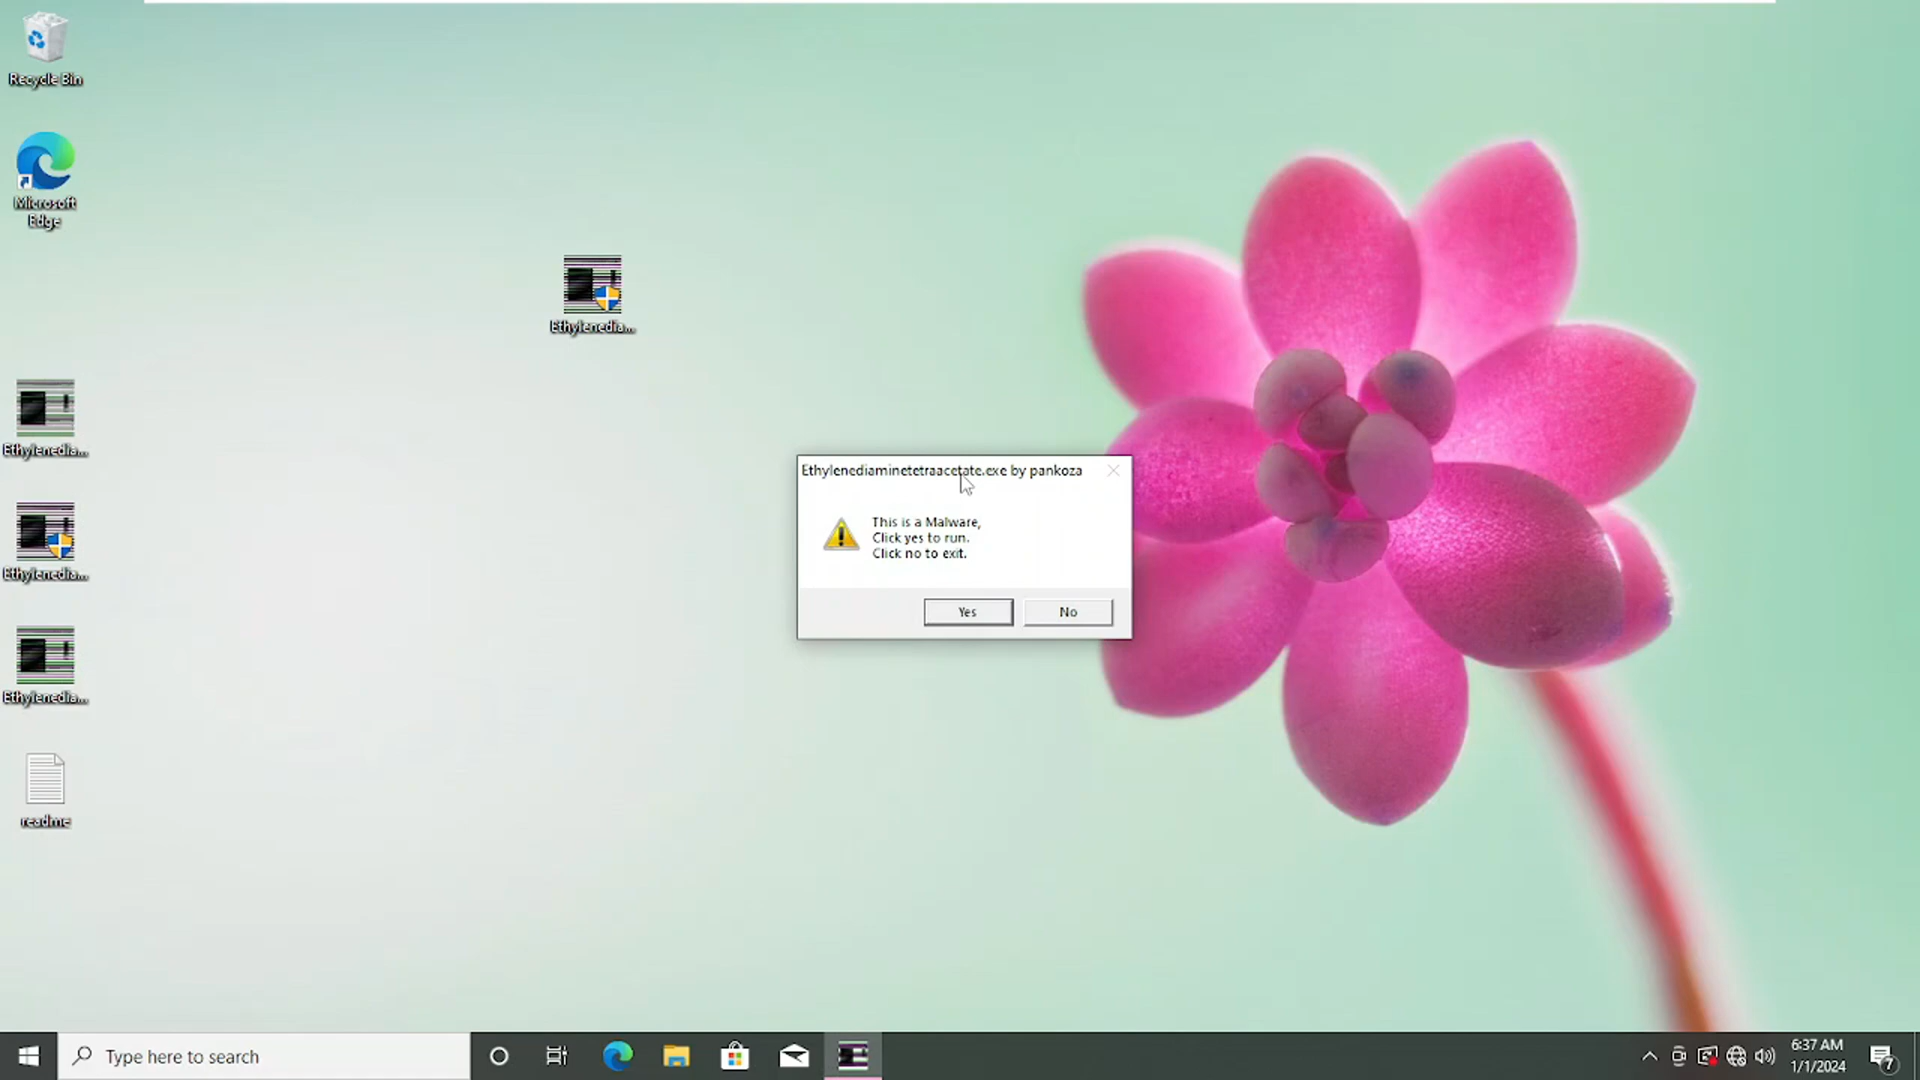 Recycle Bin
Microsoft
Edge
Ethylenedia...
Ethylenedia...
Ethylenedia...
Ethylenedia...
readme
Ethylenediaminetetraacetate.exe by pankoza
This is a Malware,
Click yes to run.
Click no to exit.
Yes
No
Type here to search
6:37 AM
1/1/2024
7